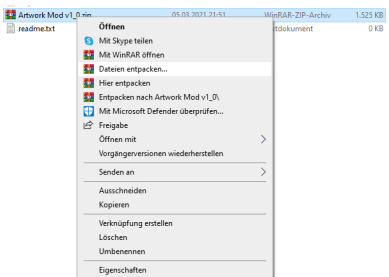 Artwork Mod v1_0.zip 05.03.2021 21:51 WinRAR-ZIP-Archiv 1.525 KB
readme.txt tdokument 0 KB
Öffnen
Mit Skype teilen
Mit WinRAR öffnen
Dateien entpacken...
Hier entpacken
Entpacken nach Artwork Mod v1_0\
Mit Microsoft Defender überprüfen...
Freigabe
Öffnen mit
Vorgängerversionen wiederherstellen
Senden an
Ausschneiden
Kopieren
Verknüpfung erstellen
Löschen
Umbenennen
Eigenschaften